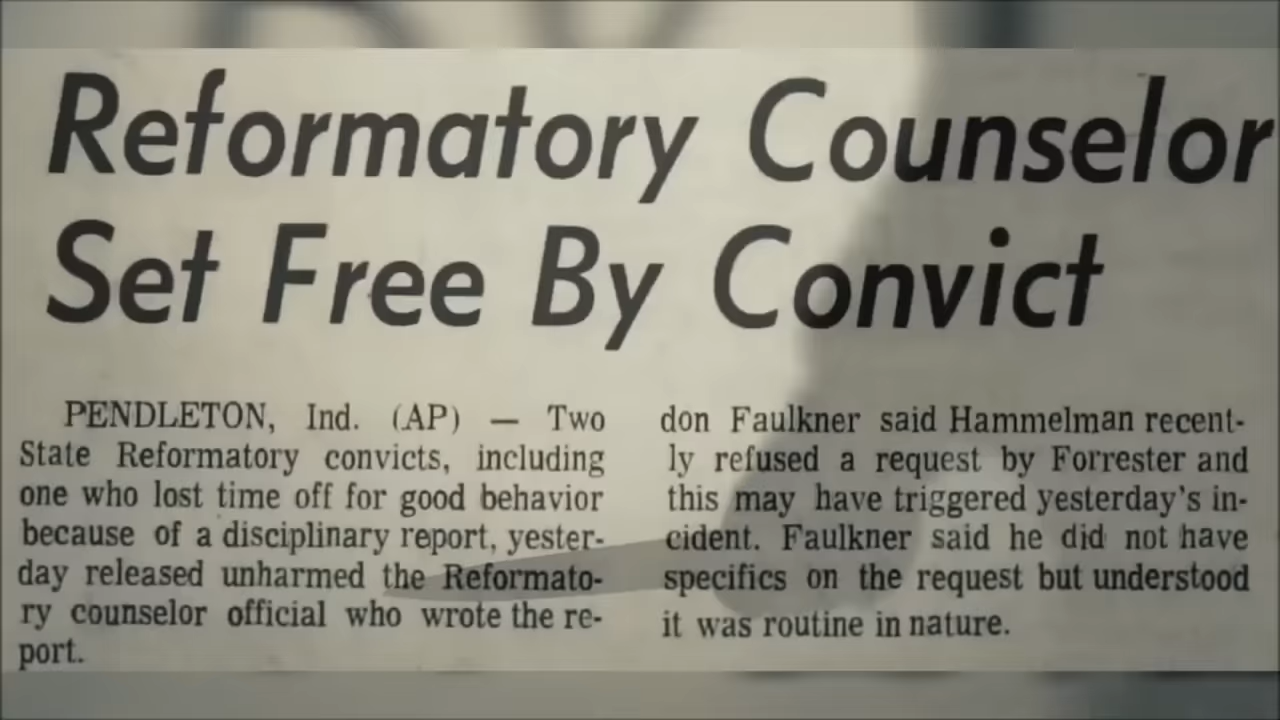 Reformatory Counselor
Set Free By Convict
PENDLETON, Ind. (AP) — Two
State Reformatory convicts, including
one who lost time off for good behavior
because of a disciplinary report, yester-
day released unharmed the Reformato-
ry counselor official who wrote the re-
port.
don Faulkner said Hammelman recent-
ly refused a request by Forrester and
this may have triggered yesterday's in-
cident. Faulkner said he did not have
specifics on the request but understood
it was routine in nature.